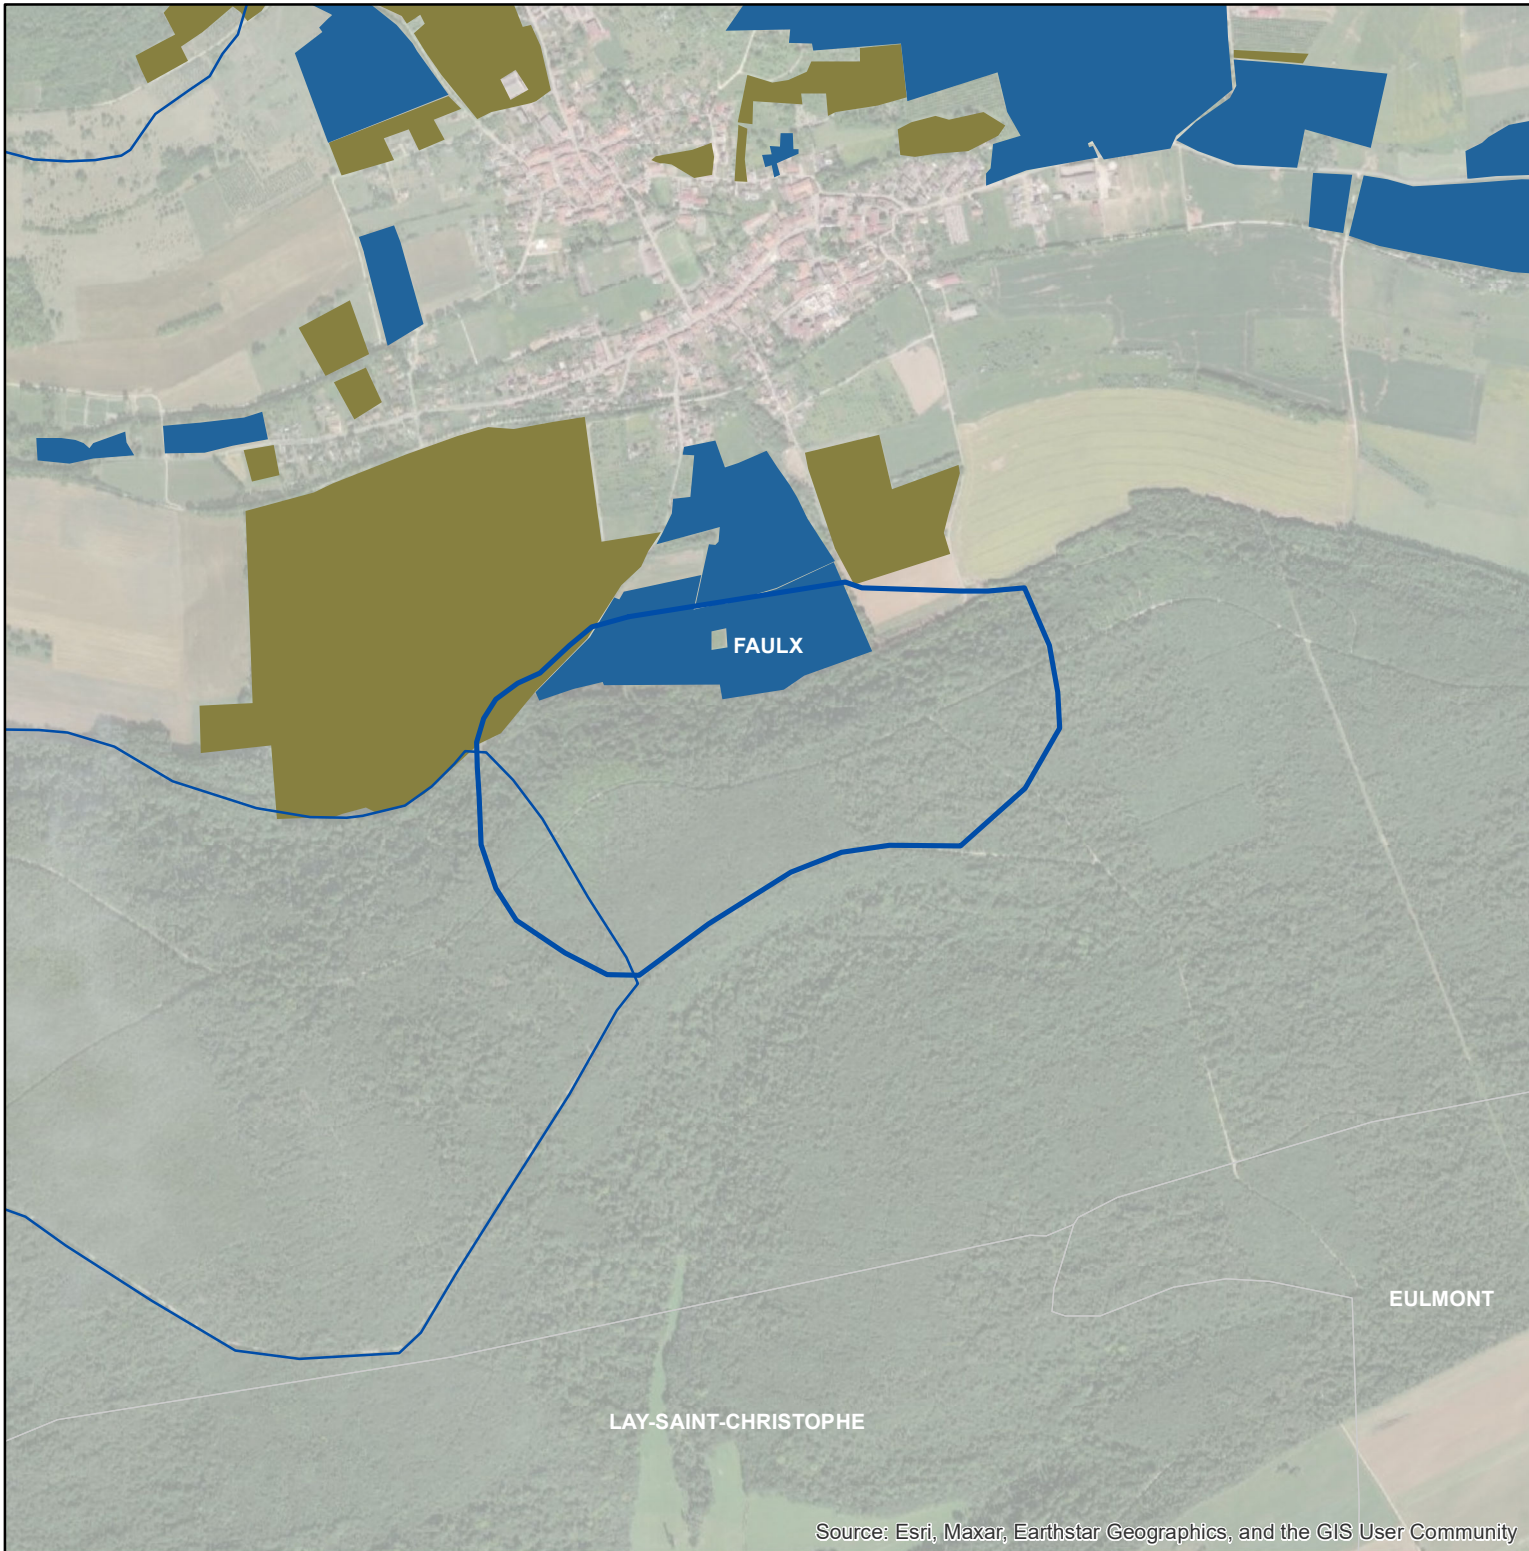 FAULX
EULMONT
LAY-SAINT-CHRISTOPHE
Source: Esri, Maxar, Earthstar Geographics, and the GIS User Community